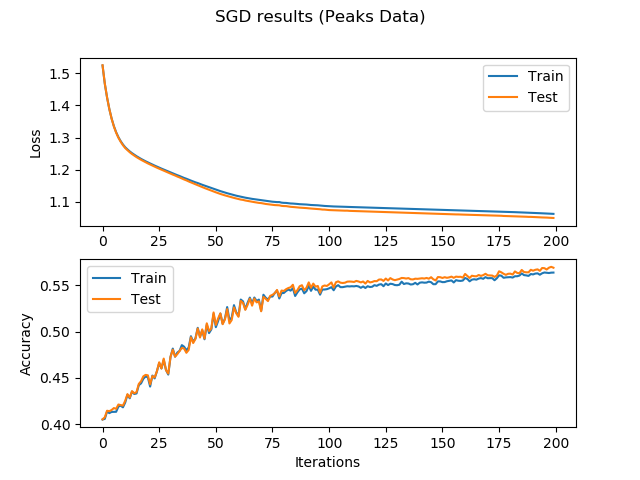 SGD results (Peaks Data)
1.5
1.4
1.3
1.2
1.1
Loss
Train
Test
0 25 50 75 100 125 150 175 200
0.55
0.50
0.45
0.40
Accuracy
Train
Test
0 25 50 75 100 125 150 175 200
Iterations